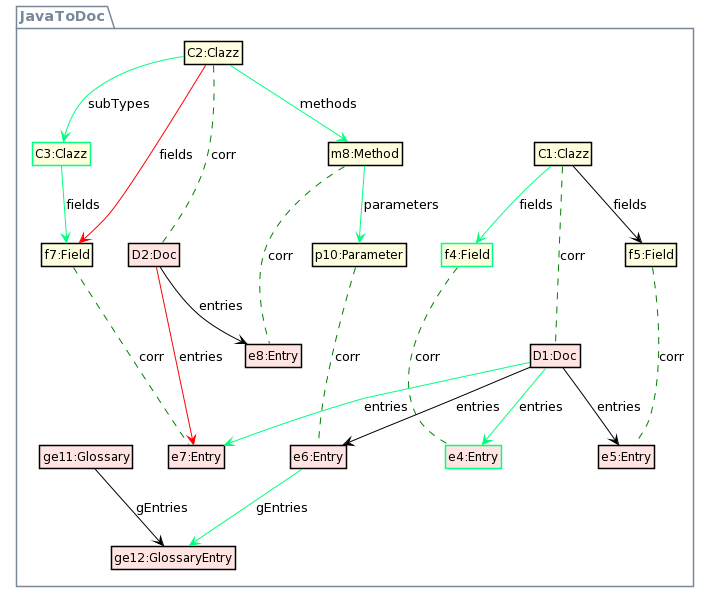 JavaToDoc
C2:Clazz
subTypes
methods
C3:Clazz
fields
corr
m8:Method
C1:Clazz
fields
parameters
fields
fields
f7:Field
D2:Doc
corr
p10:Parameter
f4:Field
corr
f5:Field
entries
corr
entries
e8:Entry
corr
corr
D1:Doc
corr
entries
entries
entries
entries
ge11:Glossary
e7:Entry
e6:Entry
e4:Entry
e5:Entry
gEntries
gEntries
ge12:GlossaryEntry